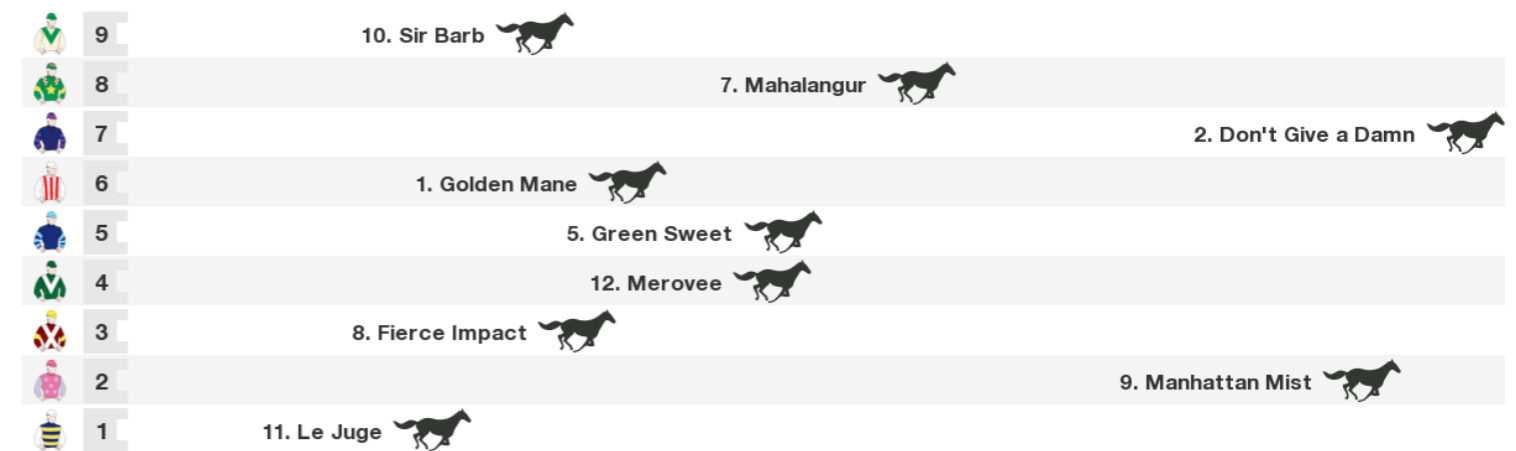 9 10. Sir Barb
8 7. Mahalangur
7 2. Don't Give a Damn
6 1. Golden Mane
5 5. Green Sweet
4 12. Merovee
3 8. Fierce Impact
2 9. Manhattan Mist
1 11. Le Juge